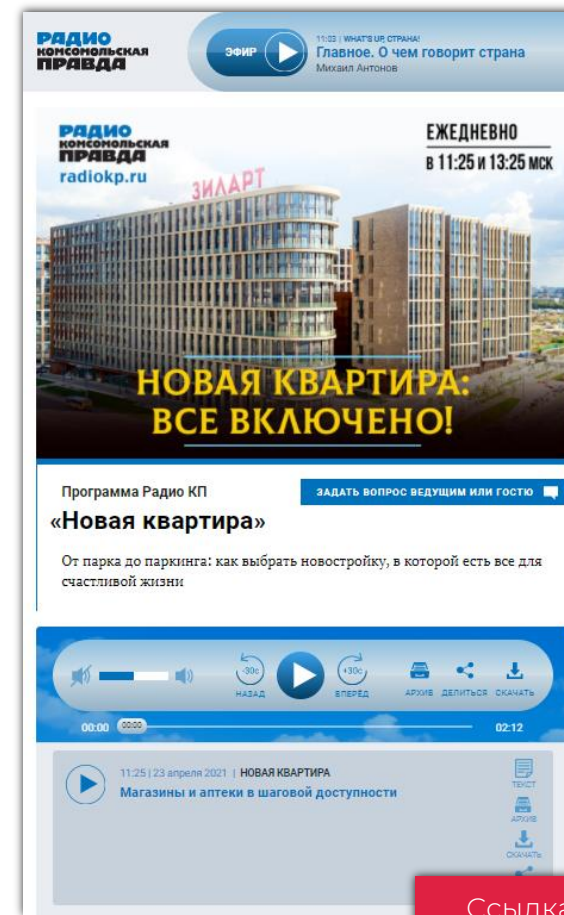 РАДИО
КОМСОМОЛЬСКАЯ
ПРАВДА
ЭФИР
11:03 | WHAT'S UP, СТРАНА!
Главное. О чем говорит страна
Михаил Антонов
РАДИО
КОМСОМОЛЬСКАЯ
ПРАВДА
radiokp.ru
ЕЖЕДНЕВНО
В 11:25 И 13:25 МСК
ЗИЛАРТ
НОВАЯ КВАРТИРА:
ВСЕ ВКЛЮЧЕНО!
Программа Радио КП
ЗАДАТЬ ВОПРОС ВЕДУЩИМ ИЛИ ГОСТЮ
«Новая квартира»
От парка до паркинга: как выбрать новостройку, в которой есть все для
счастливой жизни
-30с
+30с
НАЗАД
ВПЕРЁД
АРХИВ
ДЕЛИТЬСЯ
СКАЧАТЬ
00:00
00:00
02:12
11:25 | 23 апреля 2021 | НОВАЯ КВАРТИРА
Магазины и аптеки в шаговой доступности
ТЕКСТ
АРХИВ
СКАЧАТЬ
Ссылка